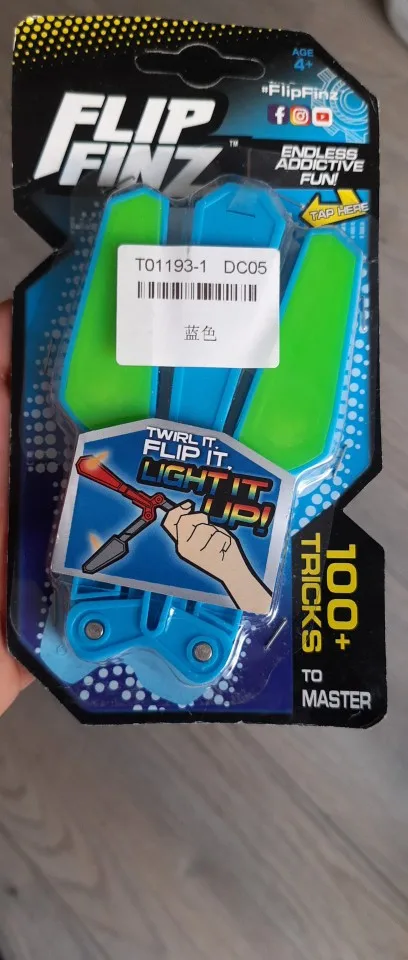 AGE
4+
#FlipFinz
FLIP
FINZ™
ENDLESS
ADDICTIVE
FUN!
TAP HERE
T01193-1 DC05
蓝色
TWIRL IT.
FLIP IT.
LIGHT IT
UP!
100+
TRICKS
TO
MASTER